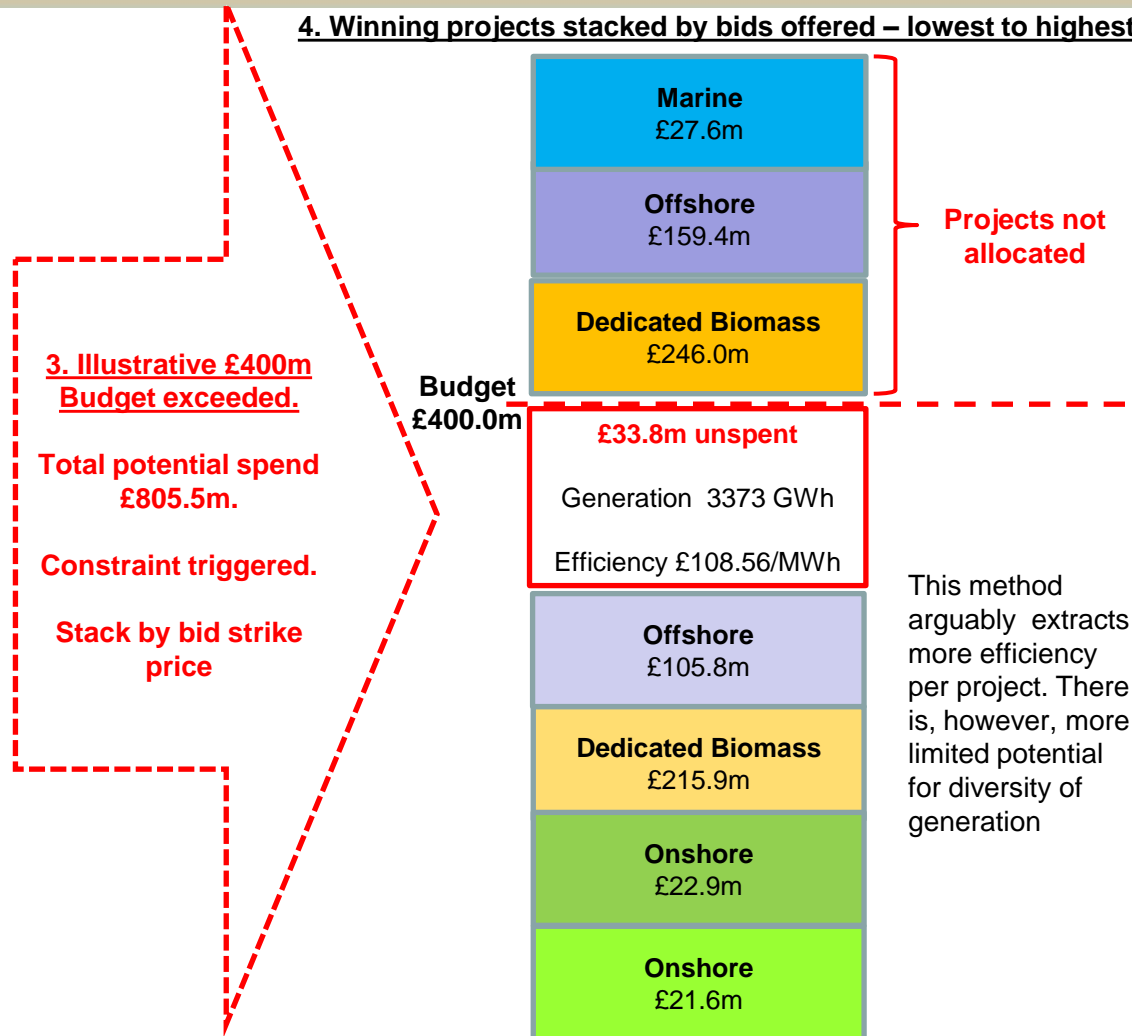 4. Winning projects stacked by bids offered – lowest to highest
Marine
£27.6m
Offshore
£159.4m
Dedicated Biomass
£246.0m
Projects not
allocated
3. Illustrative £400m
Budget exceeded.
Total potential spend
£805.5m.
Constraint triggered.
Stack by bid strike
price
Budget
£400.0m
£33.8m unspent
Generation 3373 GWh
Efficiency £108.56/MWh
Offshore
£105.8m
Dedicated Biomass
£215.9m
Onshore
£22.9m
Onshore
£21.6m
This method
arguably extracts
more efficiency
per project. There
is, however, more
limited potential
for diversity of
generation